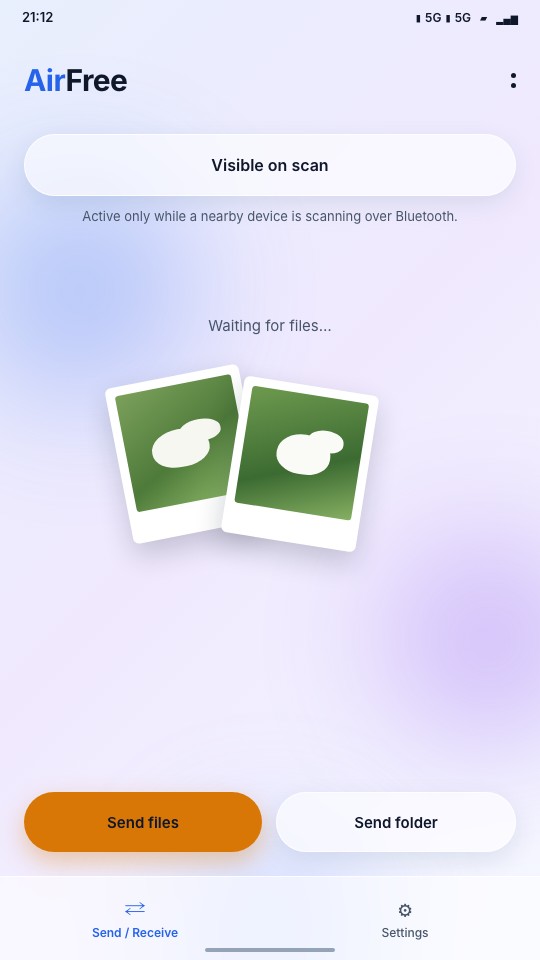 21:12
5G 5G
AirFree
Visible on scan
Active only while a nearby device is scanning over Bluetooth.
Waiting for files...
Send files
Send folder
Send / Receive
Settings